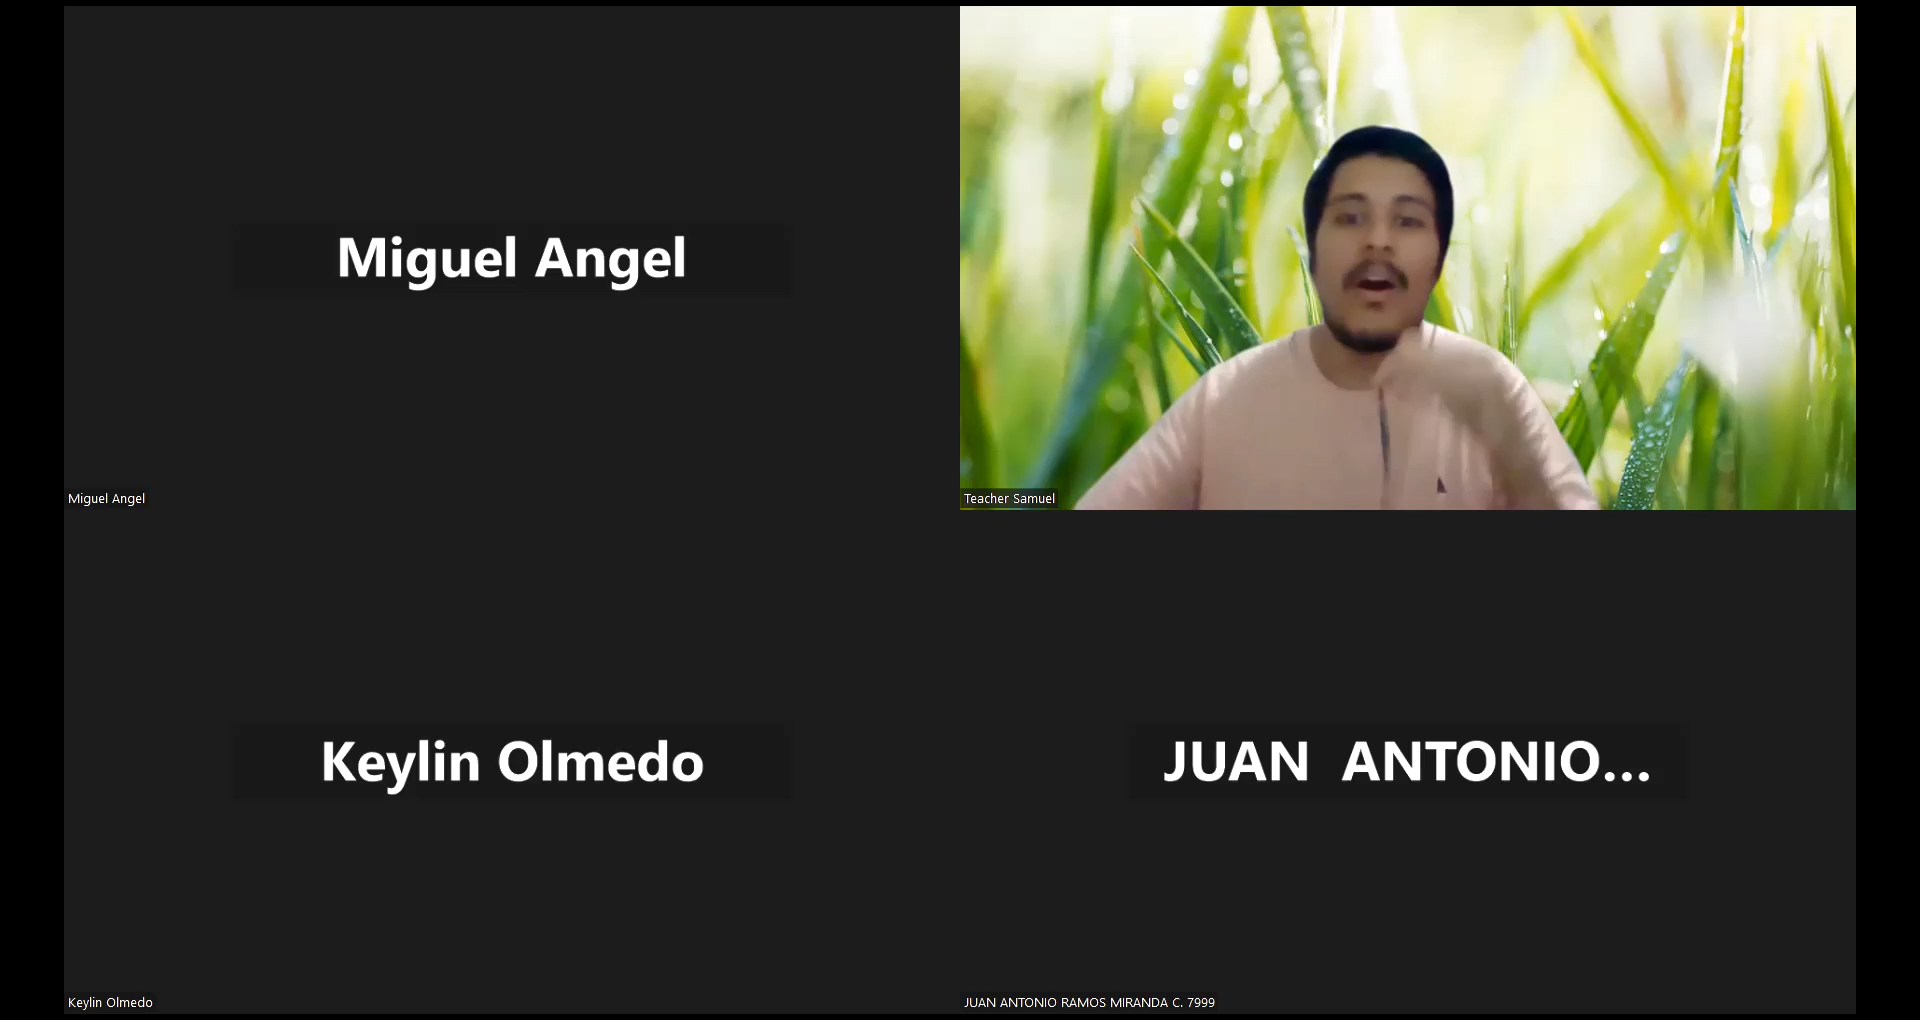 Miguel Angel
Miguel Angel
Teacher Samuel
Keylin Olmedo
JUAN  ANTONIO...
Keylin Olmedo
JUAN ANTONIO RAMOS MIRANDA C. 7999